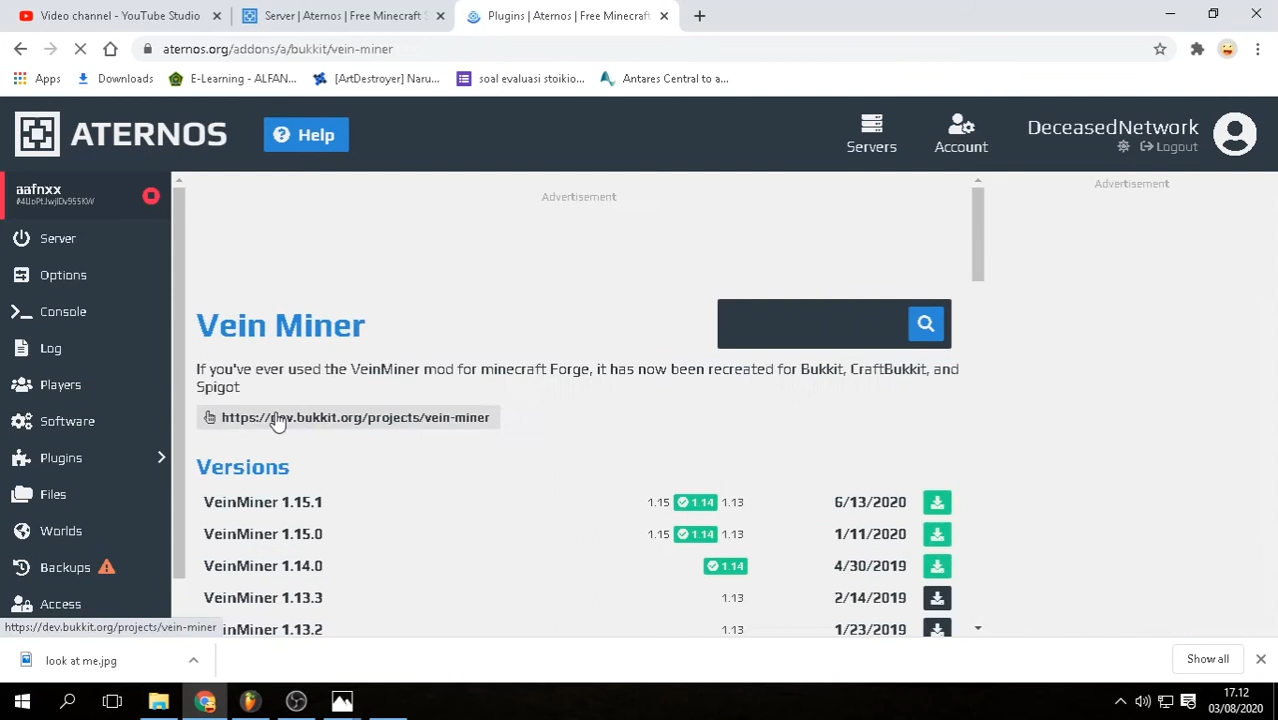 Video channel - YouTube Studio
Server | Aternos | Free Minecraft S
Plugins | Aternos | Free Minecraft
aternos.org/addons/a/bukkit/vein-miner
Apps
Downloads
E-Learning - ALFAN...
[ArtDestroyer] Naru...
soal evaluasi stoikio...
Antares Central to a...
ATERNOS
Help
Servers
Account
DeceasedNetwork
Logout
aafnxx
Advertisement
Advertisement
Server
Options
Console
Log
Players
Software
Plugins
Files
Worlds
Backups
Access
Vein Miner
If you've ever used the VeinMiner mod for minecraft Forge, it has now been recreated for Bukkit, CraftBukkit, and
Spigot
https://dev.bukkit.org/projects/vein-miner
Versions
VeinMiner 1.15.1 1.15 1.14 1.13 6/13/2020
VeinMiner 1.15.0 1.15 1.14 1.13 1/11/2020
VeinMiner 1.14.0 1.14 4/30/2019
VeinMiner 1.13.3 1.13 2/14/2019
VeinMiner 1.13.2 1.13 1/23/2019
https://dev.bukkit.org/projects/vein-miner
look at me.jpg
Show all
17.12
03/08/2020